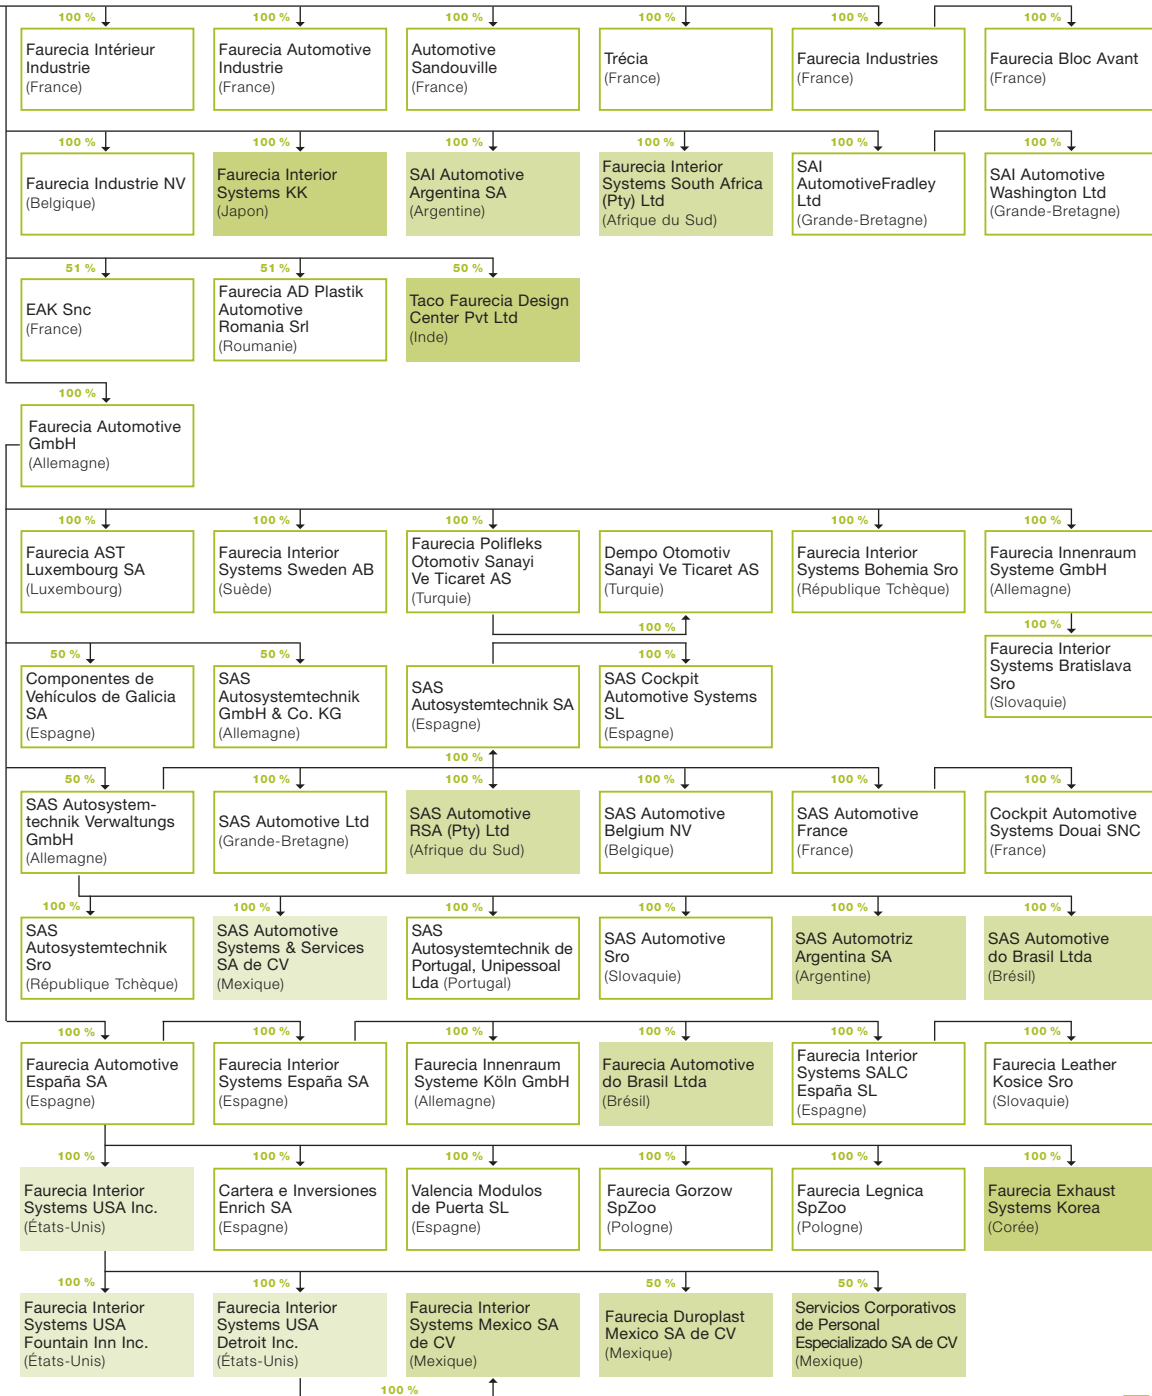 100 %
100 %
100 %
100 %
100 %
100 %
Faurecia Intérieur
Industrie
(France)
Faurecia Automotive
Industrie
(France)
Automotive
Sandouville
(France)
Trécia
(France)
Faurecia Industries
(France)
Faurecia Bloc Avant
(France)
100 %
100 %
100 %
100 %
100 %
100 %
Faurecia Industrie NV
(Belgique)
Faurecia Interior
Systems KK
(Japon)
SAI Automotive
Argentina SA
(Argentine)
Faurecia Interior
Systems South Africa
(Pty) Ltd
(Afrique du Sud)
SAI
AutomotiveFradley
Ltd
(Grande-Bretagne)
SAI Automotive
Washington Ltd
(Grande-Bretagne)
51 %
51 %
50 %
EAK Snc
(France)
Faurecia AD Plastik
Automotive
Romania Srl
(Roumanie)
Taco Faurecia Design
Center Pvt Ltd
(Inde)
100 %
Faurecia Automotive
GmbH
(Allemagne)
100 %
100 %
100 %
100 %
100 %
Faurecia AST
Luxembourg SA
(Luxembourg)
Faurecia Interior
Systems Sweden AB
(Suède)
Faurecia Polifleks
Otomotiv Sanayi
Ve Ticaret AS
(Turquie)
Dempo Otomotiv
Sanayi Ve Ticaret AS
(Turquie)
Faurecia Interior
Systems Bohemia Sro
(République Tchèque)
Faurecia Innenraum
Systeme GmbH
(Allemagne)
100 %
100 %
50 %
50 %
100 %
Componentes de
Vehículos de Galicia
SA
(Espagne)
SAS
Autosystemtechnik
GmbH & Co. KG
(Allemagne)
SAS
Autosystemtechnik SA
(Espagne)
SAS Cockpit
Automotive Systems
SL
(Espagne)
Faurecia Interior
Systems Bratislava
Sro
(Slovaquie)
100 %
50 %
100 %
100 %
100 %
100 %
100 %
SAS Autosystem-
technik Verwaltungs
GmbH
(Allemagne)
SAS Automotive Ltd
(Grande-Bretagne)
SAS Automotive
RSA (Pty) Ltd
(Afrique du Sud)
SAS Automotive
Belgium NV
(Belgique)
SAS Automotive
France
(France)
Cockpit Automotive
Systems Douai SNC
(France)
100 %
100 %
100 %
100 %
100 %
100 %
SAS
Autosystemtechnik
Sro
(République Tchèque)
SAS Automotive
Systems & Services
SA de CV
(Mexique)
SAS
Autosystemtechnik de
Portugal, Unipessoal
Lda (Portugal)
SAS Automotive
Sro
(Slovaquie)
SAS Automotriz
Argentina SA
(Argentine)
SAS Automotive
do Brasil Ltda
(Brésil)
100 %
100 %
100 %
50 %
100 %
100 %
Faurecia Automotive
España SA
(Espagne)
Faurecia Interior
Systems España SA
(Espagne)
Faurecia Innenraum
Systeme Köln GmbH
(Allemagne)
Faurecia Automotive
do Brasil Ltda
(Brésil)
Faurecia Interior
Systems SALC
España SL
(Espagne)
Faurecia Leather
Kosice Sro
(Slovaquie)
100 %
100 %
100 %
100 %
100 %
100 %
Faurecia Interior
Systems USA Inc.
(États-Unis)
Cartera e Inversiones
Enrich SA
(Espagne)
Valencia Modulos
de Puerta SL
(Espagne)
Faurecia Gorzow
SpZoo
(Pologne)
Faurecia Legnica
SpZoo
(Pologne)
Faurecia Exhaust
Systems Korea
(Corée)
100 %
100 %
50 %
50 %
Faurecia Interior
Systems USA
Fountain Inn Inc.
(États-Unis)
Faurecia Interior
Systems USA
Detroit Inc.
(États-Unis)
Faurecia Interior
Systems Mexico SA
de CV
(Mexique)
Faurecia Duroplast
Mexico SA de CV
(Mexique)
Servicios Corporativos
de Personal
Especializado SA de CV
(Mexique)
100 %